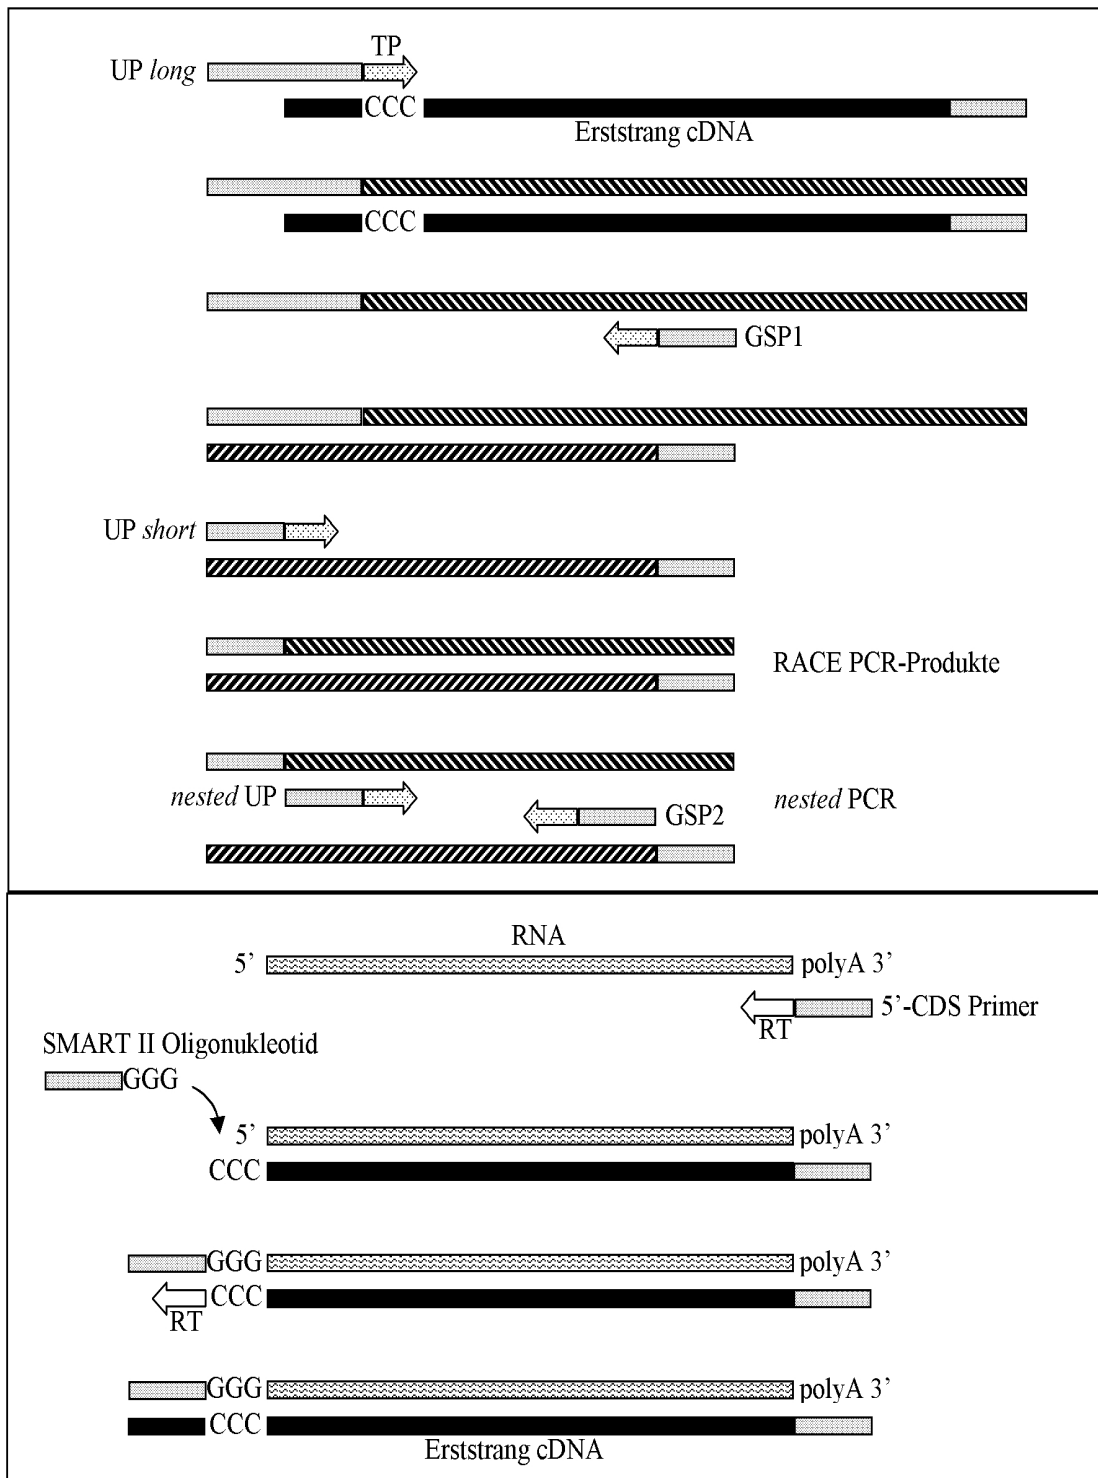 TP
UP long
CCC
Erststrang cDNA
CCC
GSP1
UP short
RACE PCR-Produkte
nested UP
GSP2
nested PCR
RNA
5’
polyA 3’
5’-CDS Primer
RT
SMART II Oligonukleotid
GGG
5’
polyA 3’
CCC
GGG
polyA 3’
CCC
RT
GGG
polyA 3’
CCC
Erststrang cDNA